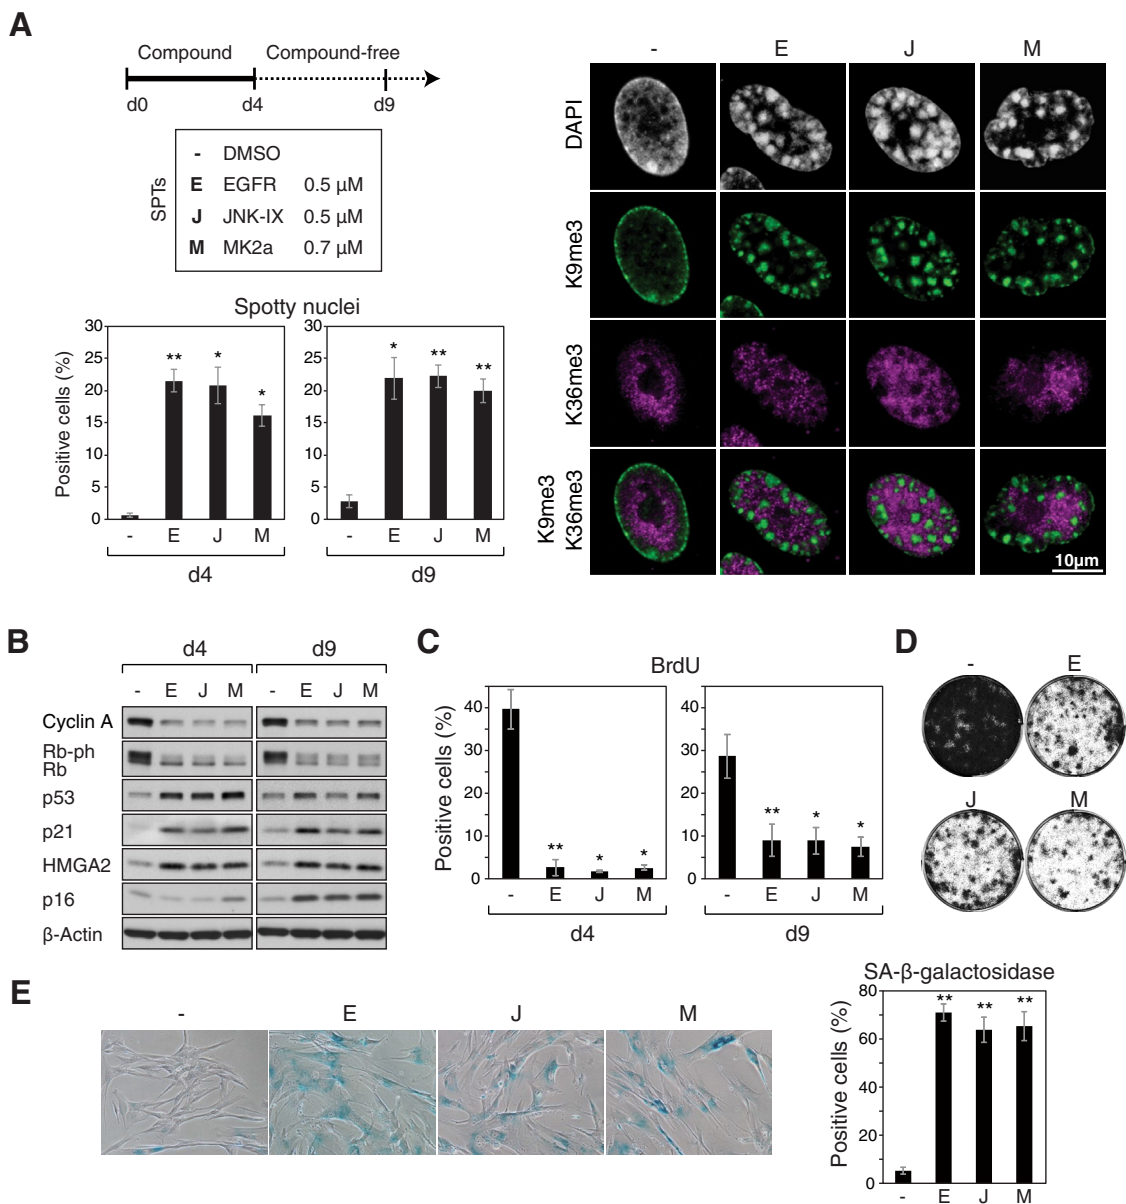 A
Compound Compound-free
d0 d4 d9
SPTs
- DMSO
E EGFR 0.5 µM
J JNK-IX 0.5 µM
M MK2a 0.7 µM
Spotty nuclei
Positive cells (%)
30 30
25 25
20 20
15 15
10 10
5 5
0 0
** * * * ** **
- E J M - E J M
d4 d9
- E J M
DAPI
K9me3
K36me3
K9me3
K36me3
10µm
B
d4 d9
- E J M - E J M
Cyclin A
Rb-ph
Rb
p53
p21
HMGA2
p16
β-Actin
C
BrdU
Positive cells (%)
40 40
30 30
20 20
10 10
0 0
** * * ** * *
- E J M - E J M
d4 d9
D
- E
J M
E
- E J M
SA-β-galactosidase
Positive cells (%)
80
60
40
20
0
** ** **
- E J M